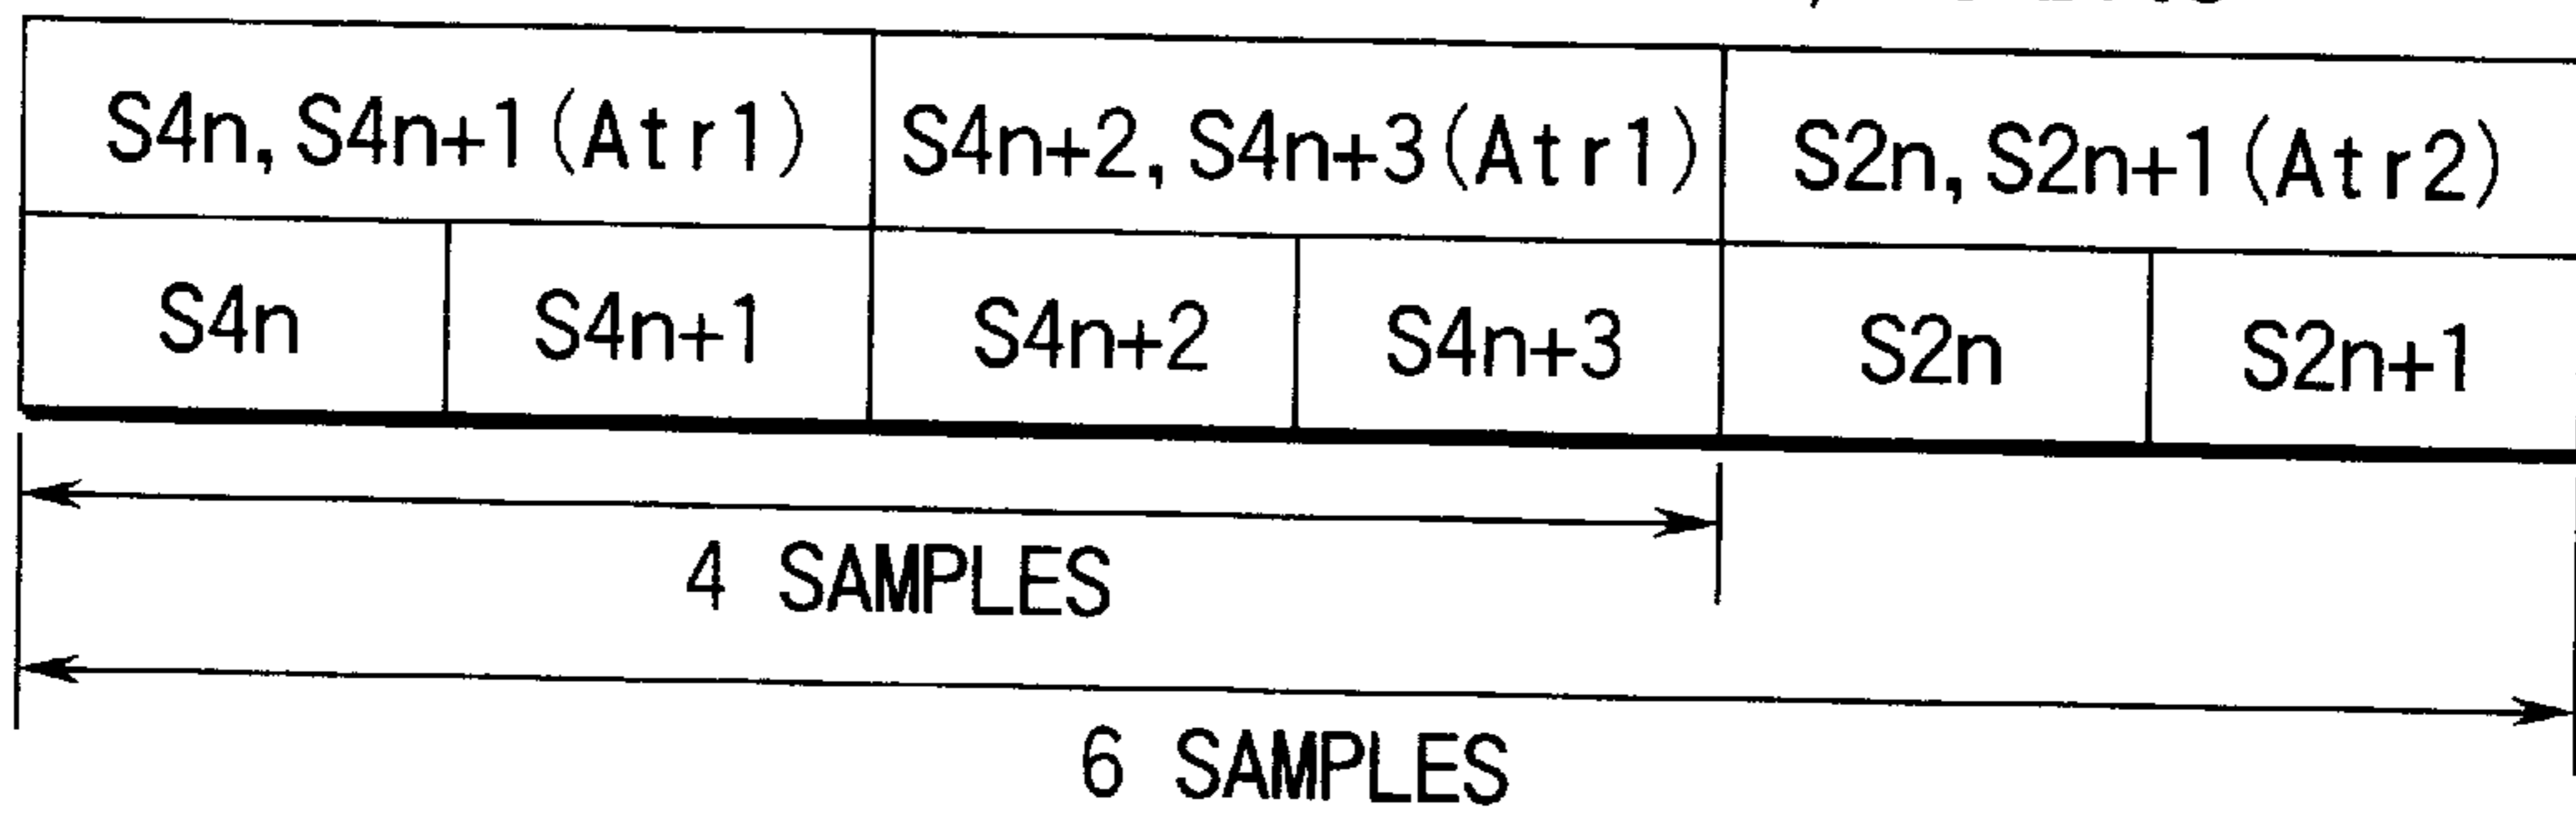 S4n, S4n+1 (Atr1) S4n+2, S4n+3 (Atr1) S2n, S2n+1 (Atr2)
S4n S4n+1 S4n+2 S4n+3 S2n S2n+1
4 SAMPLES
6 SAMPLES